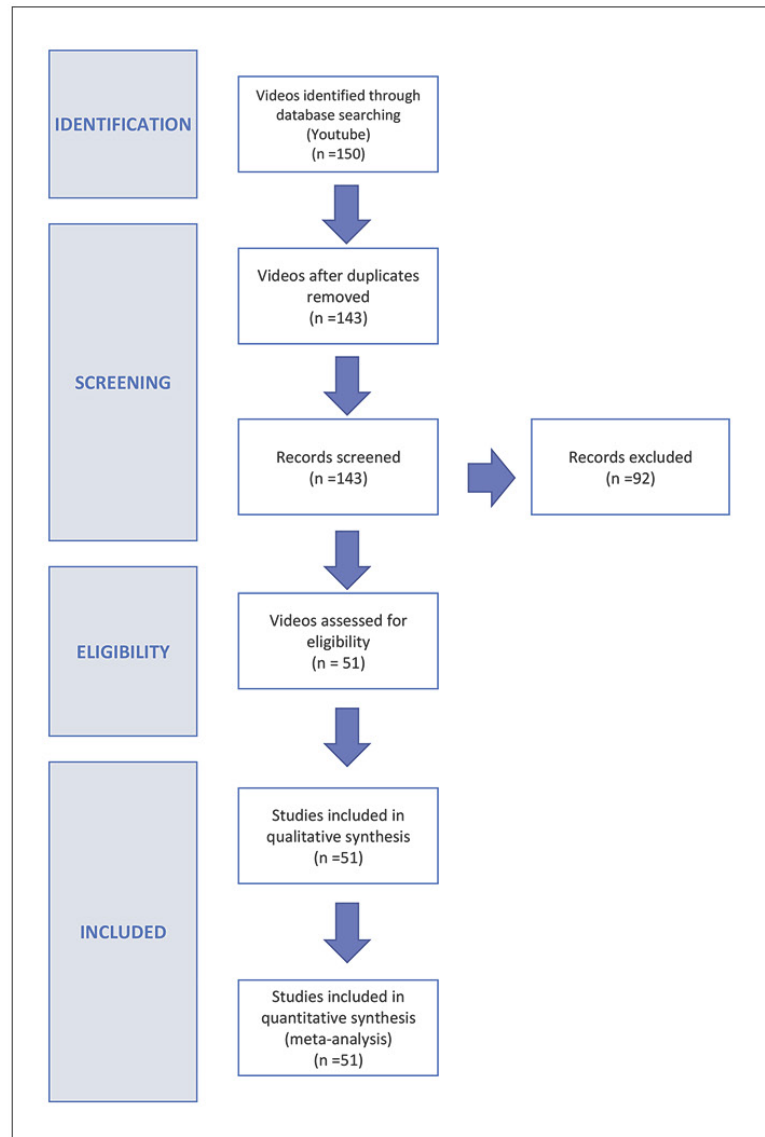 IDENTIFICATION
Videos identified through
database searching
(Youtube)
(n =150)
SCREENING
Videos after duplicates
removed
(n =143)
Records screened
(n =143)
Records excluded
(n =92)
ELIGIBILITY
Videos assessed for
eligibility
(n = 51)
INCLUDED
Studies included in
qualitative synthesis
(n =51)
Studies included in
quantitative synthesis
(meta-analysis)
(n =51)